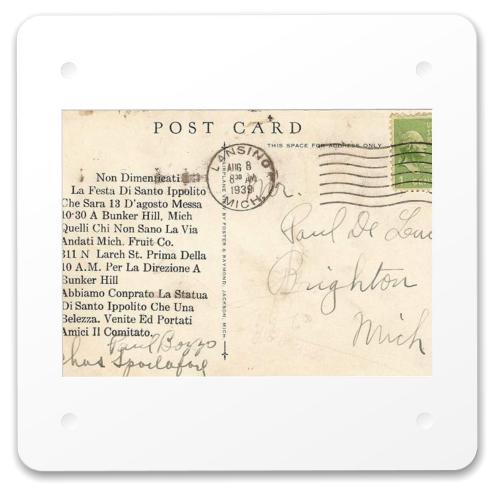 POST CARD
THIS SPACE FOR ADDRESS ONLY
LANSING
AUG 8
8 30 AM
1939
MICH.
Non Dimenticati
La Festa Di Santo Ippolito
Che Sara 13 D'agosto Messa
10:30 A Bunker Hill, Mich
Quelli Chi Non Sano La Via
Andati Mich. Fruit Co.
311 N Larch St. Prima Della
10 A.M. Per La Direzione A
Bunker Hill
Abbiamo Conprato La Statua
Di Santo Ippolito Che Una
Belezza. Venite Ed Portati
Amici Il Comitato.
Paul Bozzo
Chas Spadafore
BY FOSTER & RAYMOND, JACKSON, MICH.
Mr.
Paul De Lu
Brighton
Mich